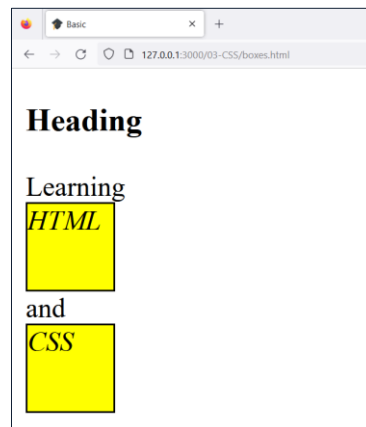 Basic
127.0.0.1:3000/03-CSS/boxes.html
Heading
Learning
HTML
and
CSS